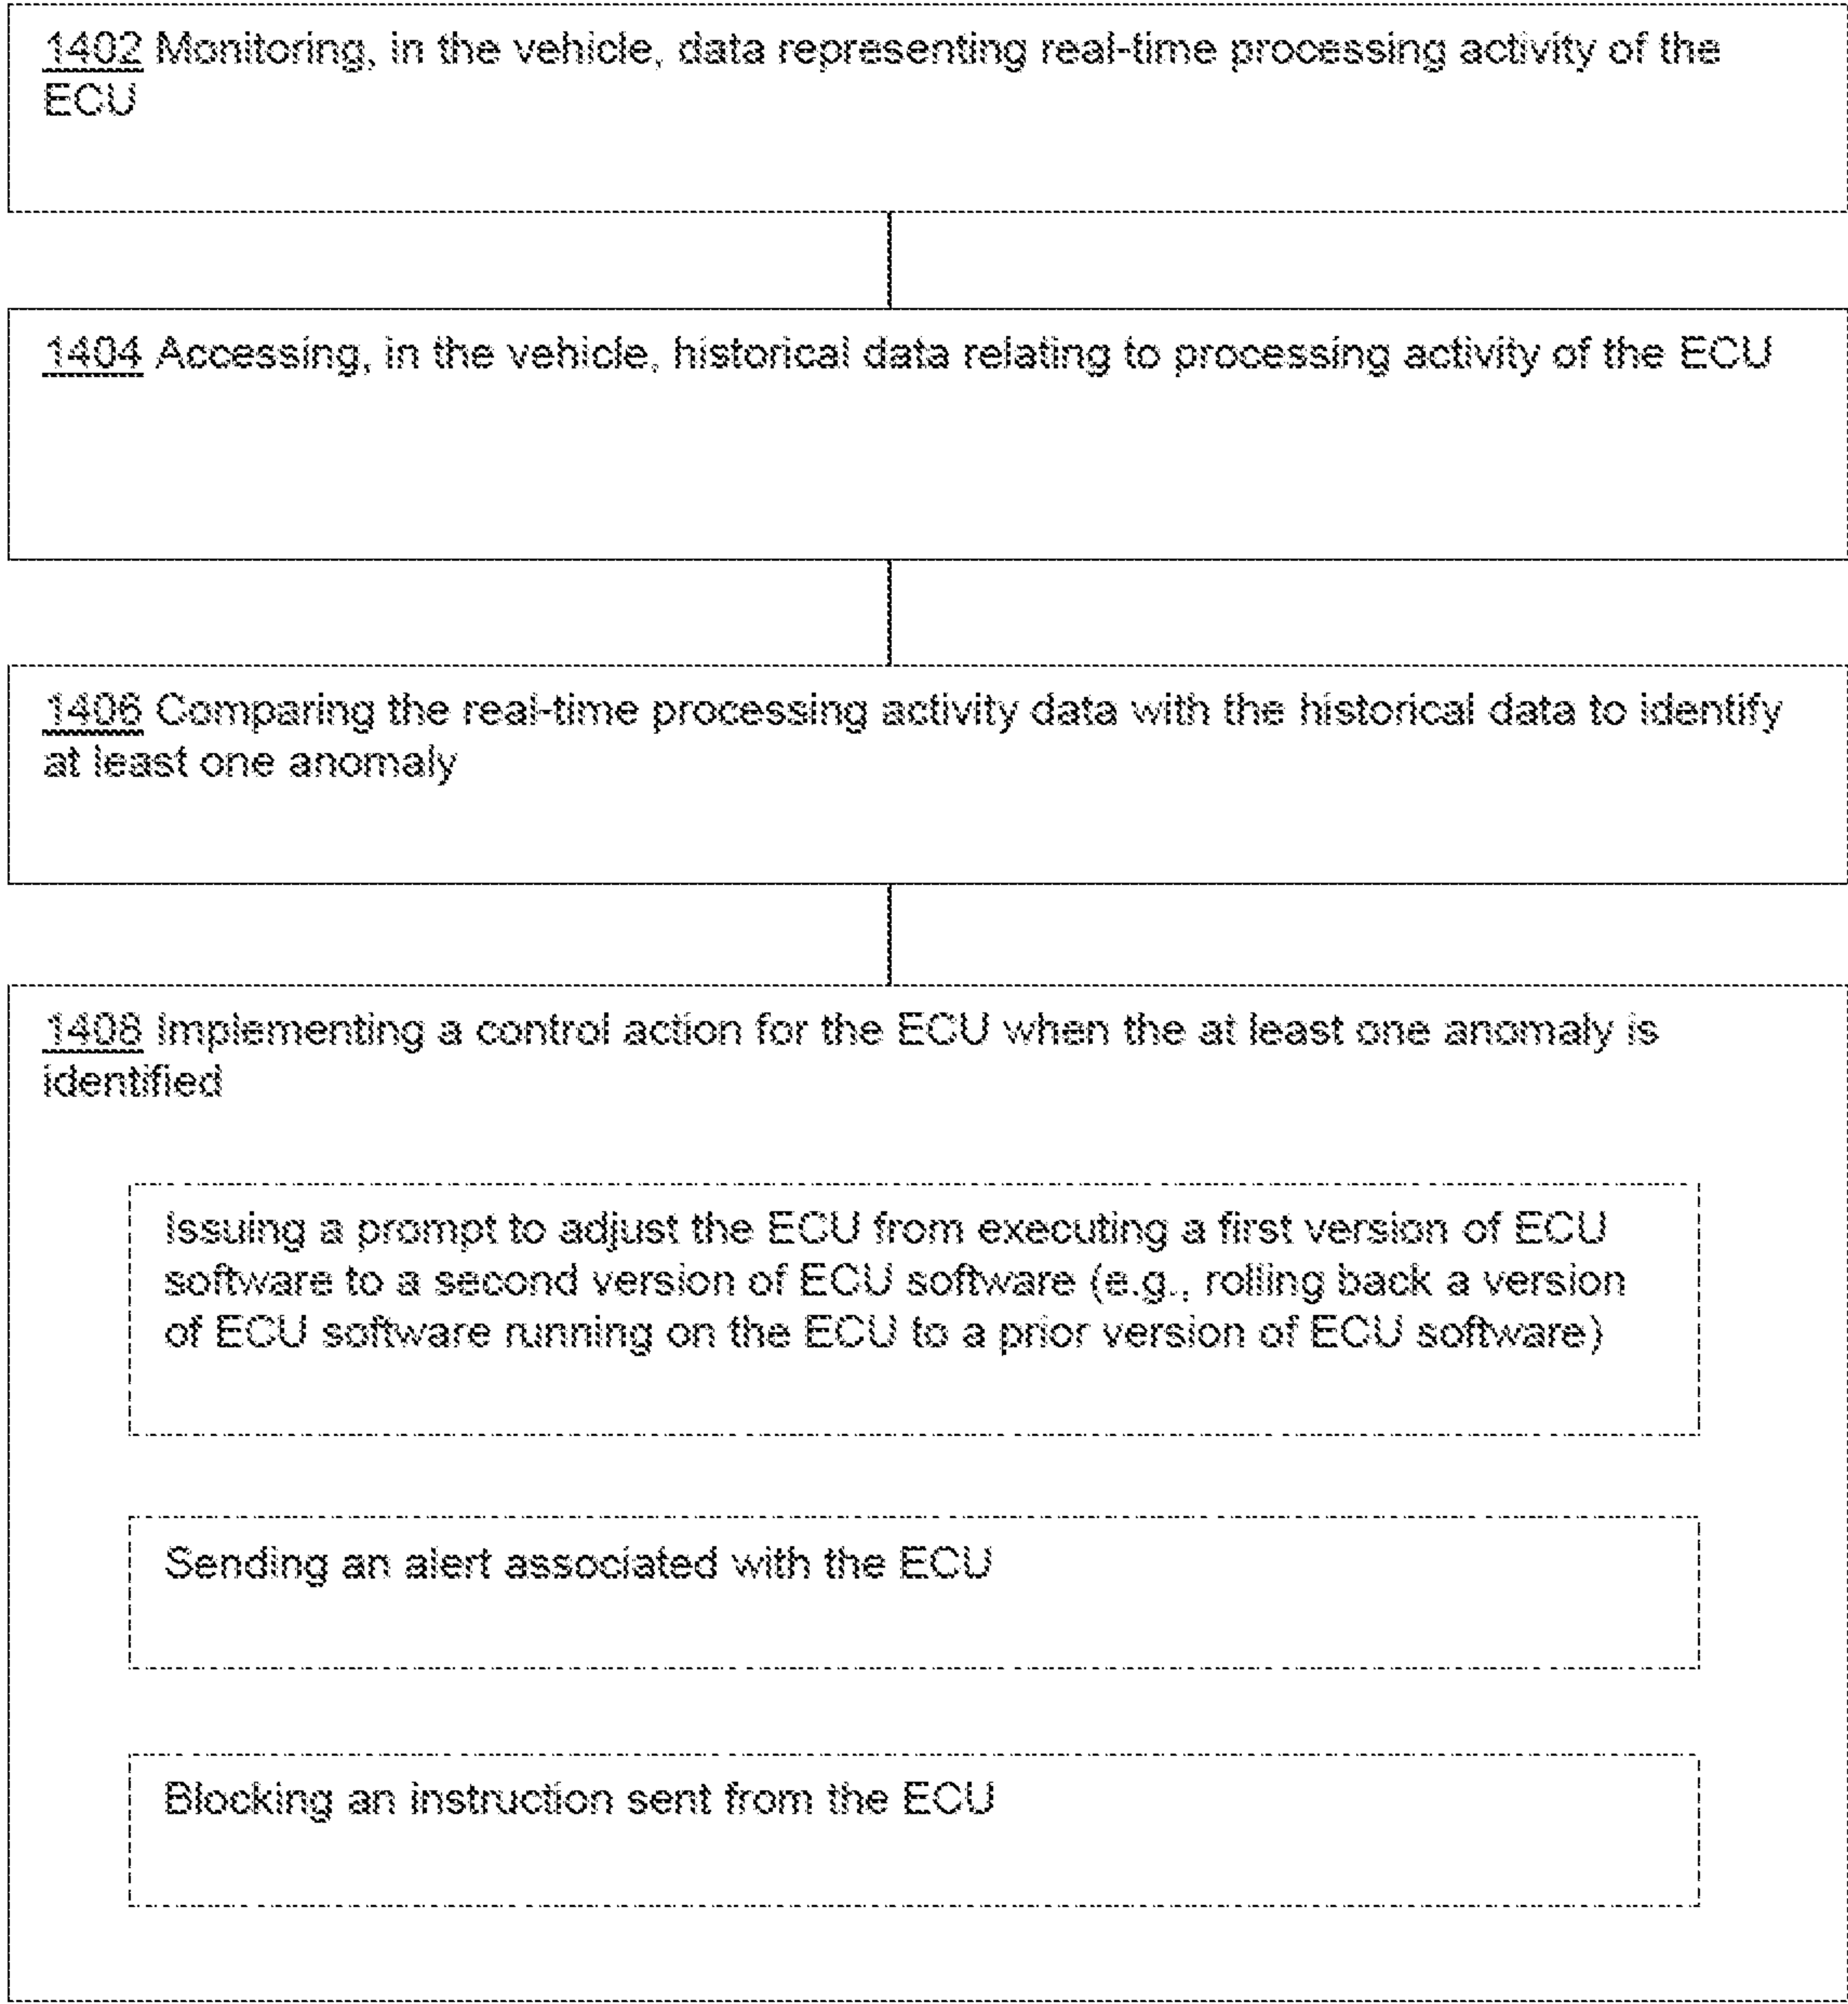 1402 Monitoring, in the vehicle, data representing real-time processing activity of the
ECU
1404 Accessing, in the vehicle, historical data relating to processing activity of the ECU
1406 Comparing the real-time processing activity data with the historical data to identify
at least one anomaly
1408 Implementing a control action for the ECU when the at least one anomaly is
identified
Issuing a prompt to adjust the ECU from executing a first version of ECU
software to a second version of ECU software (e.g., rolling back a version
of ECU software running on the ECU to a prior version of ECU software)
Sending an alert associated with the ECU
Blocking an instruction sent from the ECU